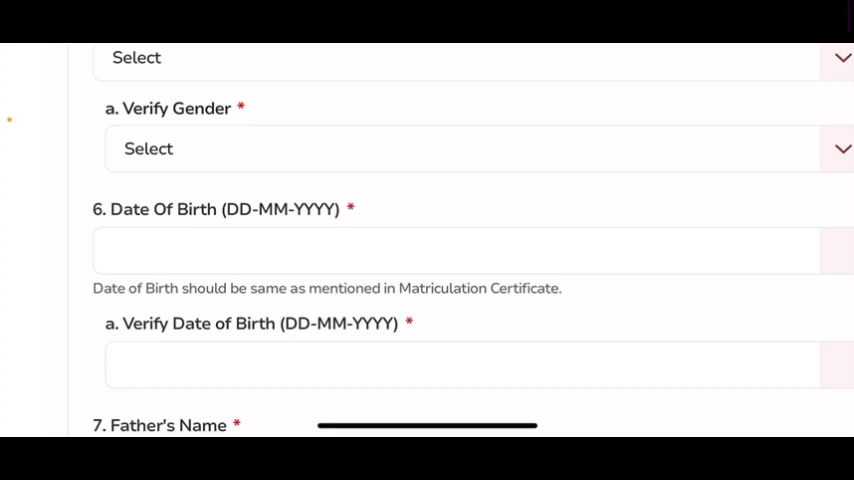 Select
a. Verify Gender *
Select
6. Date Of Birth (DD-MM-YYYY) *
Date of Birth should be same as mentioned in Matriculation Certificate.
a. Verify Date of Birth (DD-MM-YYYY) *
7. Father's Name *